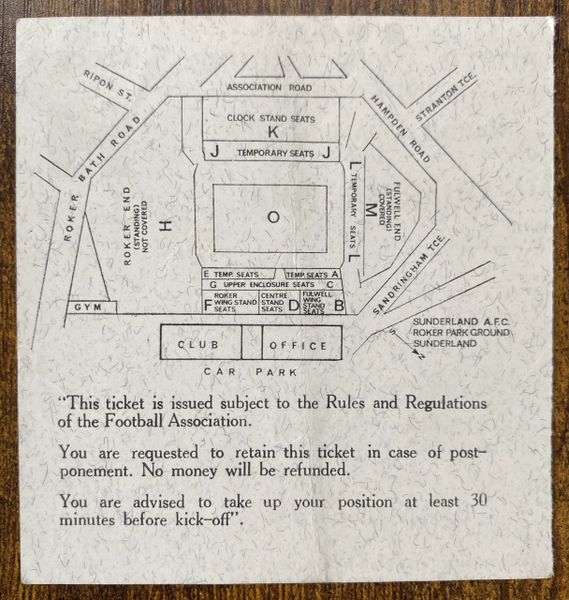 RIPON ST.
ASSOCIATION ROAD
STRANTON TCE.
HAMPDEN ROAD
ROKER BATH ROAD
CLOCK STAND SEATS
K
J TEMPORARY SEATS J
L TEMPORARY SEATS L
FULWELL END
(STANDING)
COVERED
M
ROKER END
(STANDING)
NOT COVERED
H
O
E TEMP. SEATS TEMP. SEATS A
G UPPER ENCLOSURE SEATS C
F ROKER WING STAND SEATS
CENTRE STAND SEATS D
FULWELL WING STAND SEATS B
SANDRINGHAM TCE.
GYM
CLUB OFFICE
CAR PARK
S
N
SUNDERLAND A.F.C.
ROKER PARK GROUND
SUNDERLAND
"This ticket is issued subject to the Rules and Regulations
of the Football Association.
You are requested to retain this ticket in case of post-
ponement. No money will be refunded.
You are advised to take up your position at least 30
minutes before kick-off".